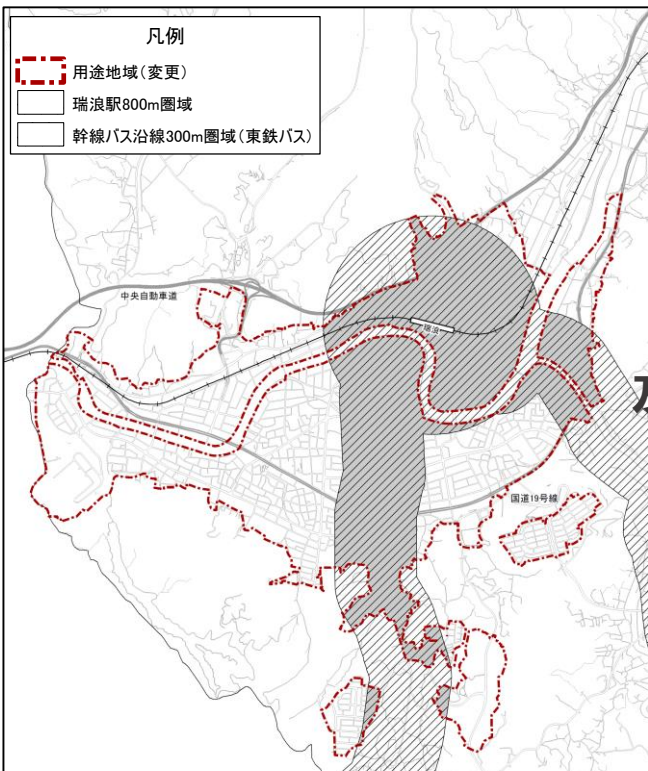 凡例
用途地域(変更)
瑞浪駅800m圏域
幹線バス沿線300m圏域(東鉄バス)
中央自動車道
瑞浪
国道19号線